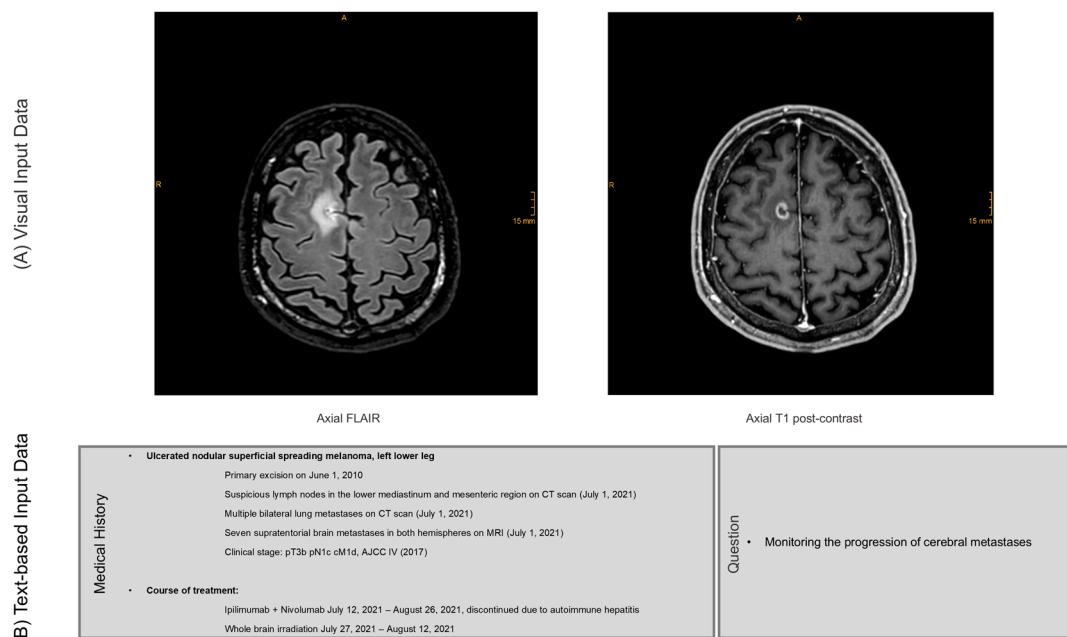 (A) Visual Input Data
A
R
15 mm
A
R
15 mm
Axial FLAIR
Axial T1 post-contrast
B) Text-based Input Data
Medical History
• Ulcerated nodular superficial spreading melanoma, left lower leg
Primary excision on June 1, 2010
Suspicious lymph nodes in the lower mediastinum and mesenteric region on CT scan (July 1, 2021)
Multiple bilateral lung metastases on CT scan (July 1, 2021)
Seven supratentorial brain metastases in both hemispheres on MRI (July 1, 2021)
Clinical stage: pT3b pN1c cM1d, AJCC IV (2017)
• Course of treatment:
Ipilimumab + Nivolumab July 12, 2021 – August 26, 2021, discontinued due to autoimmune hepatitis
Whole brain irradiation July 27, 2021 – August 12, 2021
Question
• Monitoring the progression of cerebral metastases